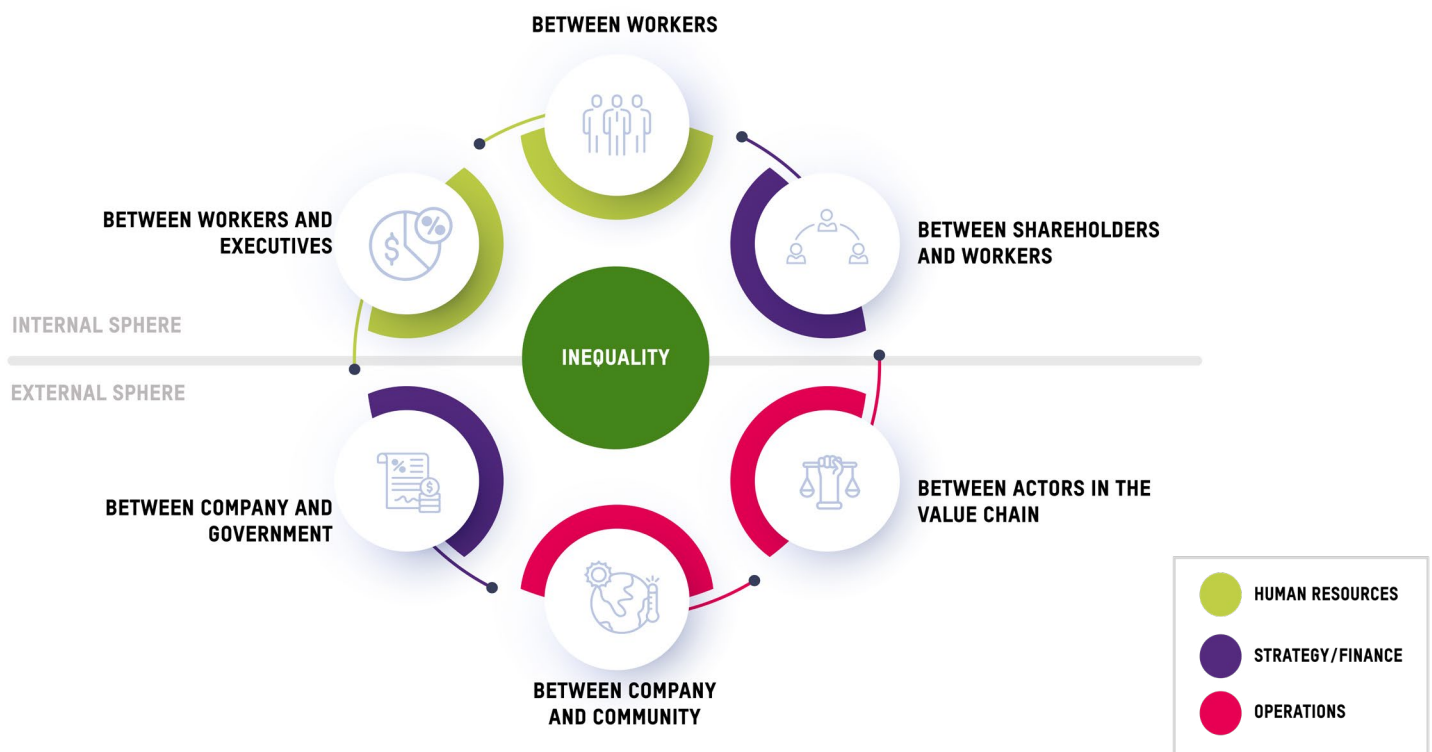 BETWEEN WORKERS
BETWEEN WORKERS AND
EXECUTIVES
$
%
BETWEEN SHAREHOLDERS
AND WORKERS
INTERNAL SPHERE
INEQUALITY
EXTERNAL SPHERE
%
$
BETWEEN COMPANY AND
GOVERNMENT
BETWEEN ACTORS IN THE
VALUE CHAIN
BETWEEN COMPANY
AND COMMUNITY
HUMAN RESOURCES
STRATEGY/FINANCE
OPERATIONS